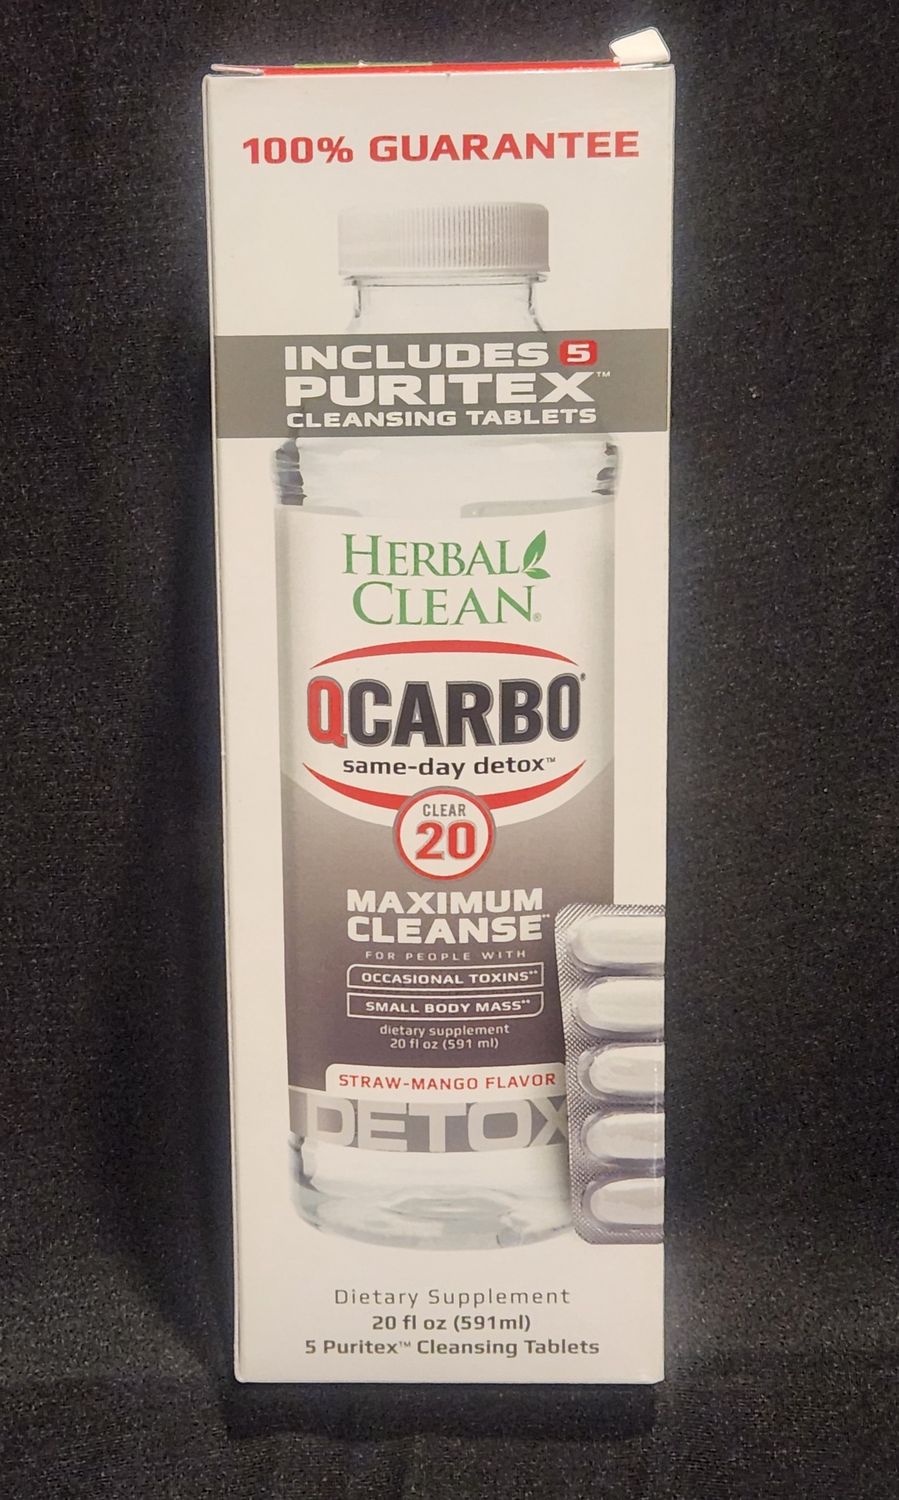 100% GUARANTEE
INCLUDES 5
PURITEX™
CLEANSING TABLETS
HERBAL
CLEAN®
QCARBO®
same-day detox™
CLEAR
20
MAXIMUM
CLEANSE**
FOR PEOPLE WITH
OCCASIONAL TOXINS**
SMALL BODY MASS**
dietary supplement
20 fl oz (591 ml)
STRAW-MANGO FLAVOR
DETOX
Dietary Supplement
20 fl oz (591ml)
5 Puritex™ Cleansing Tablets